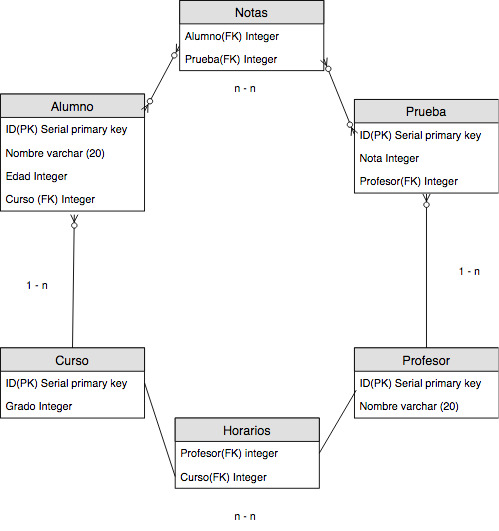 Notas
Alumno(FK) Integer
Prueba(FK) Integer
n - n
Alumno
ID(PK) Serial primary key
Nombre varchar (20)
Edad Integer
Curso (FK) Integer
Prueba
ID(PK) Serial primary key
Nota Integer
Profesor(FK) Integer
1 - n
1 - n
Curso
ID(PK) Serial primary key
Grado Integer
Profesor
ID(PK) Serial primary key
Nombre varchar (20)
Horarios
Profesor(FK) integer
Curso(FK) Integer
n - n